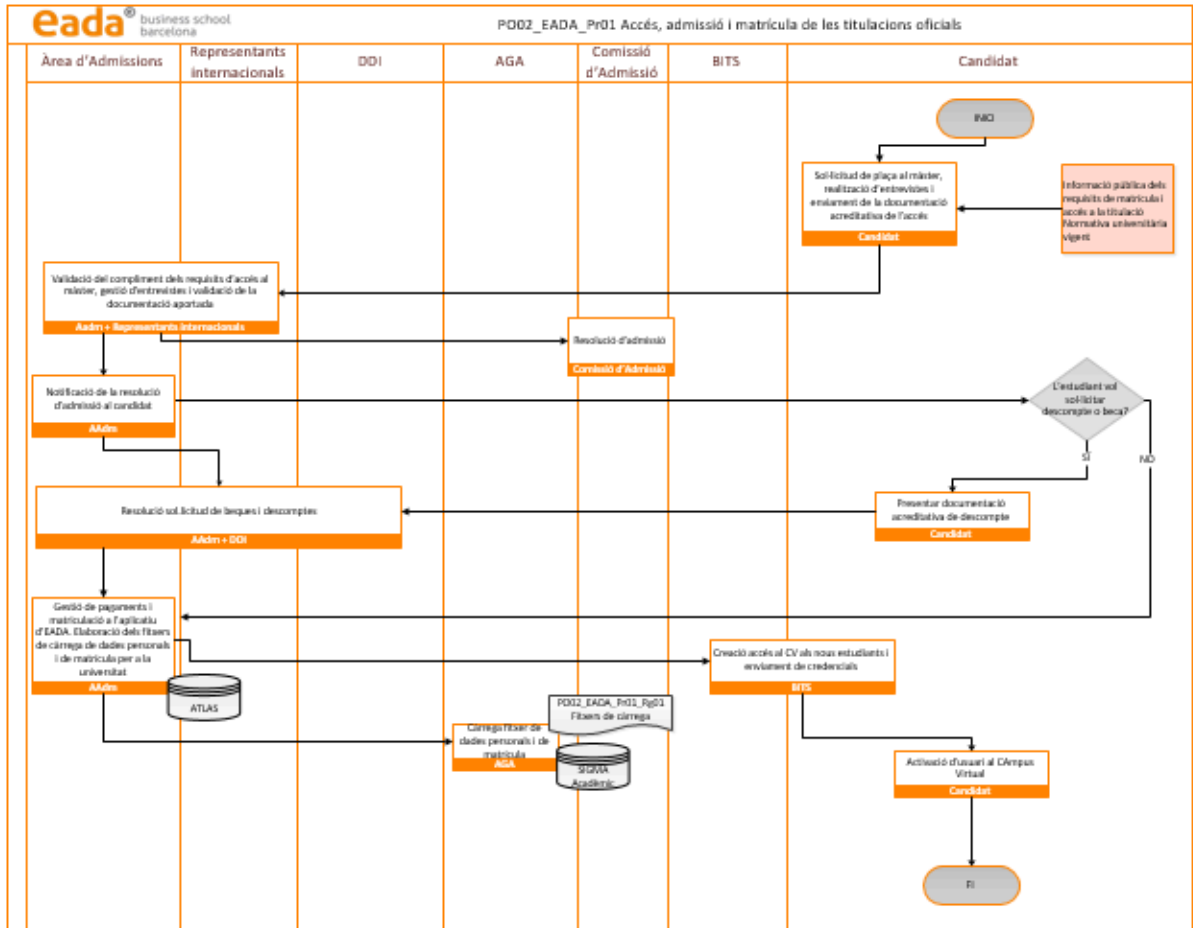 eada® business school
barcelona
PO02_EADA_Pr01 Accés, admissió i matrícula de les titulacions oficials
Àrea d'Admissions
Representants
internacionals
DDI
AGA
Comissió
d'Admissió
BITS
Candidat
INICI
Sol·licitud de plaça al màster,
realització d'entrevistes i
enviament de la documentació
acreditativa de l'accés
Candidat
Informació pública dels
requisits de matrícula i
accés a la titulació
Normativa universitària
vigent
Validació del compliment dels requisits d'accés al
màster, gestió d'entrevistes i validació de la
documentació aportada
Aadm + Representants internacionals
Resolució d'admissió
Comissió d'Admissió
Notificació de la resolució
d'admissió al candidat
AAdm
L'estudiant vol
sol·licitar
descompte o beca?
SÍ
NO
Resolució sol.licitud de beques i descomptes
AAdm + DDI
Presentar documentació
acreditativa de descompte
Candidat
Gestió de pagaments i
matriculació a l'aplicatiu
d'EADA. Elaboració dels fitxers
de càrrega de dades personals
i de matrícula per a la
universitat
AAdm
ATLAS
Creació accés al CV als nous estudiants i
enviament de credencials
BITS
PO02_EADA_Pr01_Rg01
Fitxers de càrrega
Càrrega fitxer de
dades personals i de
matrícula
AGA
SIGMA
Acadèmic
Activació d'usuari al CAmpus
Virtual
Candidat
FI